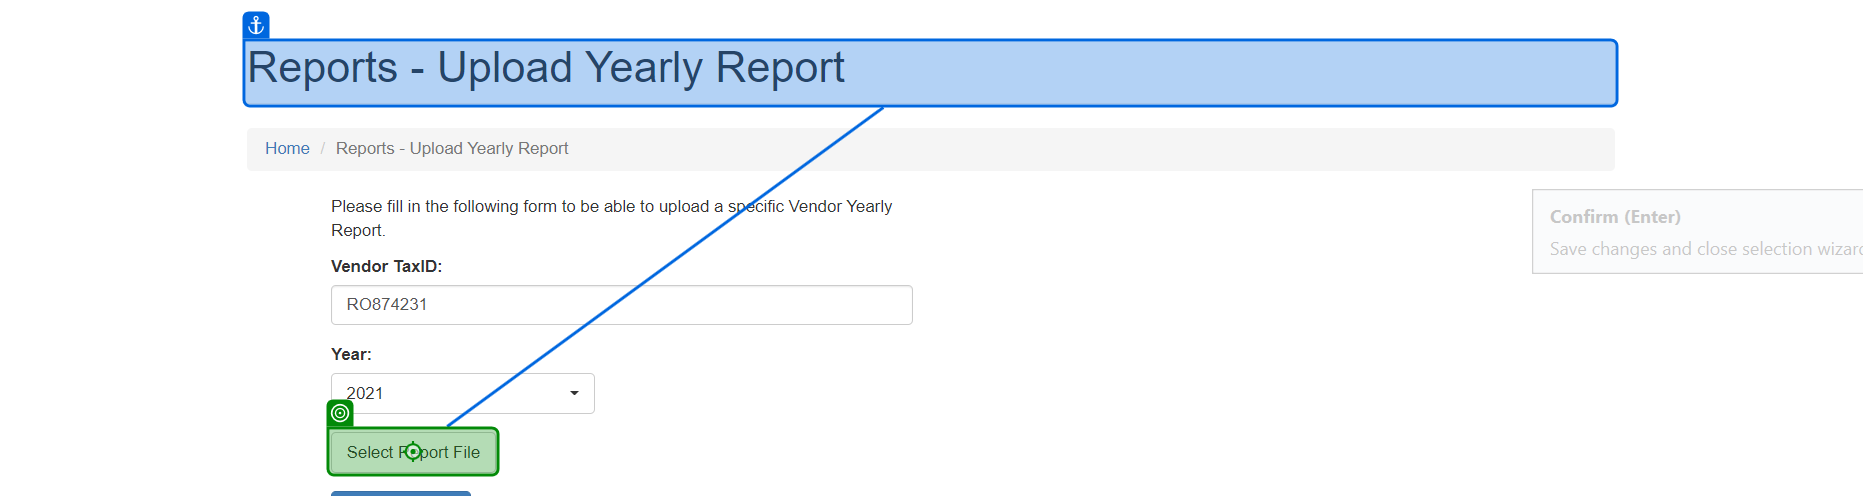 Reports - Upload Yearly Report
Home / Reports - Upload Yearly Report
Please fill in the following form to be able to upload a specific Vendor Yearly
Report.
Confirm (Enter)
Save changes and close selection wizard
Vendor TaxID:
RO874231
Year:
2021
Select Report File